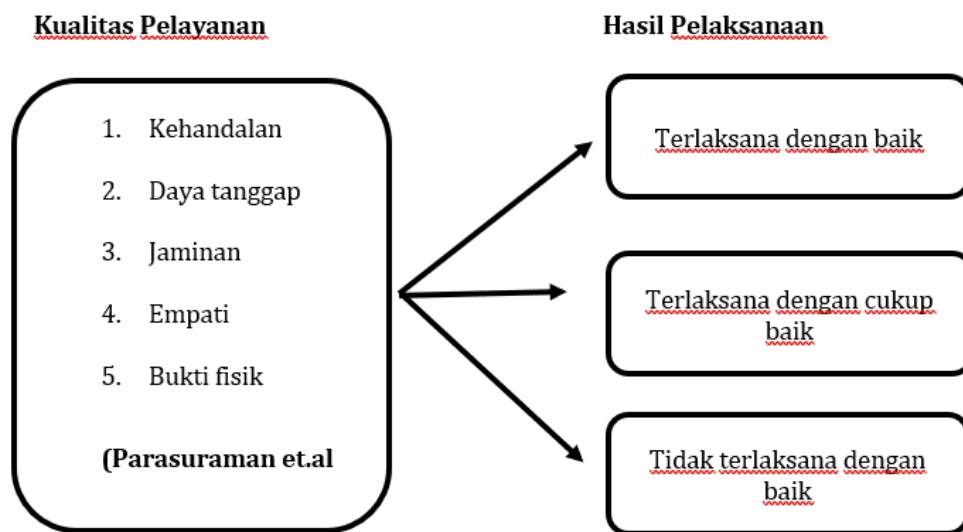 Kualitas Pelayanan
Hasil Pelaksanaan
1. Kehandalan
2. Daya tanggap
3. Jaminan
4. Empati
5. Bukti fisik
(Parasuraman et.al
Terlaksana dengan baik
Terlaksana dengan cukup
baik
Tidak terlaksana dengan
baik